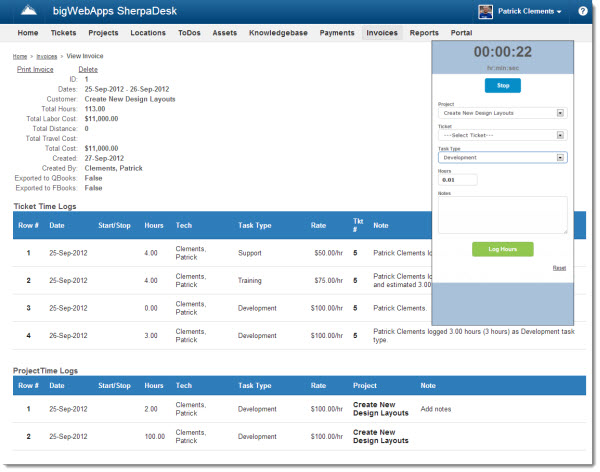 bigWebApps SherpaDesk
Patrick Clements
?
Home Tickets Projects Locations ToDos Assets Knowledgebase Payments Invoices Reports Portal
Home > Invoices > View Invoice
Print Invoice Delete
ID: 1
Dates: 25-Sep-2012 - 26-Sep-2012
Customer: Create New Design Layouts
Total Hours: 113.00
Total Labor Cost: $11,000.00
Total Distance: 0
Total Travel Cost:
Total Cost: $11,000.00
Created: 27-Sep-2012
Created By: Clements, Patrick
Exported to QBooks: False
Exported to FBooks: False
00:00:22
hr:min:sec
Stop
Project
Create New Design Layouts
Ticket
---Select Ticket---
Task Type
Development
Hours
0.01
Notes
Log Hours
Reset
Ticket Time Logs
Row # Date Start/Stop Hours Tech Task Type Rate Tkt # Note
1 25-Sep-2012 4.00 Clements, Patrick Support $50.00/hr 5 Patrick Clements lo
2 25-Sep-2012 4.00 Clements, Patrick Training $75.00/hr 5 Patrick Clements lo and estimated 3.00
3 25-Sep-2012 0.00 Clements, Patrick Development $100.00/hr 5 Patrick Clements.
4 26-Sep-2012 3.00 Clements, Patrick Development $100.00/hr 5 Patrick Clements logged 3.00 hours (3 hours) as Development task type.
ProjectTime Logs
Row # Date Start/Stop Hours Tech Task Type Rate Project Note
1 25-Sep-2012 2.00 Clements, Patrick Development $100.00/hr Create New Design Layouts Add notes
2 25-Sep-2012 100.00 Clements, Patrick Development $100.00/hr Create New Design Layouts